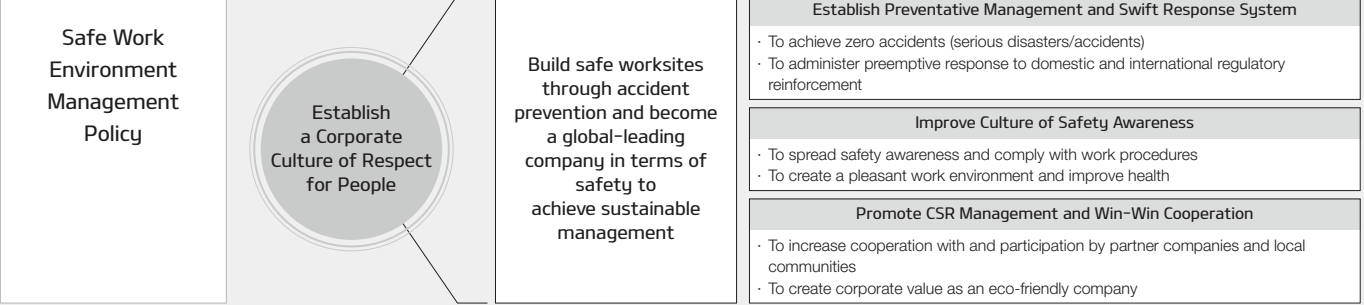 Safe Work
Environment
Management
Policy
Establish
a Corporate
Culture of Respect
for People
Build safe worksites
through accident
prevention and become
a global-leading
company in terms of
safety to
achieve sustainable
management
Establish Preventative Management and Swift Response System
· To achieve zero accidents (serious disasters/accidents)
· To administer preemptive response to domestic and international regulatory
reinforcement
Improve Culture of Safety Awareness
· To spread safety awareness and comply with work procedures
· To create a pleasant work environment and improve health
Promote CSR Management and Win-Win Cooperation
· To increase cooperation with and participation by partner companies and local
communities
· To create corporate value as an eco-friendly company